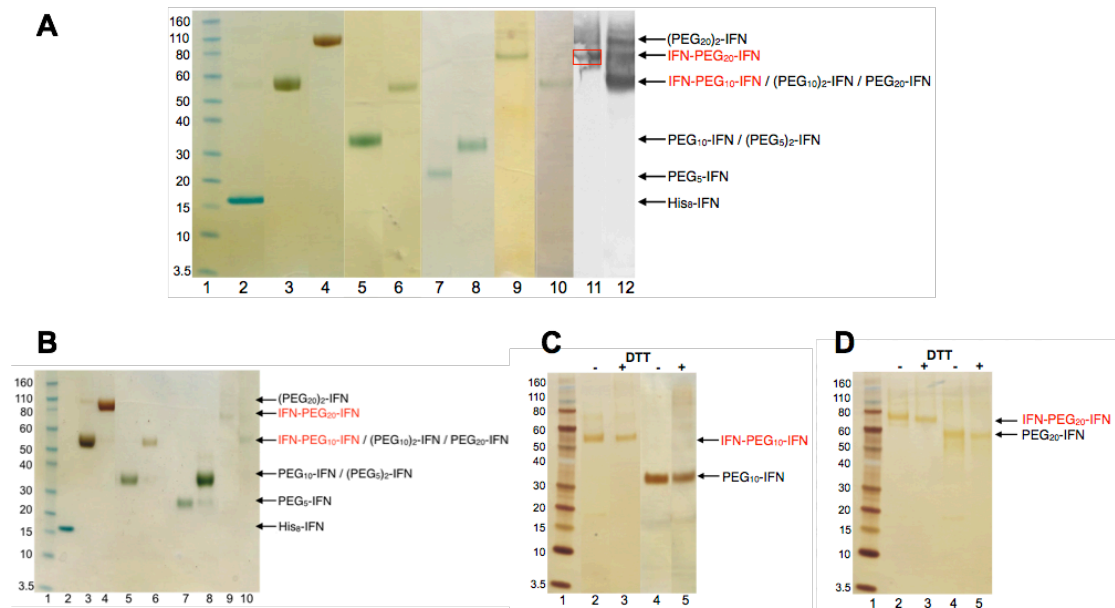 A
160
110
80
60
50
40
30
20
15
10
3.5
(PEG₂₀)₂-IFN
IFN-PEG₂₀-IFN
IFN-PEG₁₀-IFN / (PEG₁₀)₂-IFN / PEG₂₀-IFN
PEG₁₀-IFN / (PEG₅)₂-IFN
PEG₅-IFN
His₈-IFN
1 2 3 4 5 6 7 8 9 10 11 12
B
160
110
80
60
50
40
30
20
15
10
3.5
(PEG₂₀)₂-IFN
IFN-PEG₂₀-IFN
IFN-PEG₁₀-IFN / (PEG₁₀)₂-IFN / PEG₂₀-IFN
PEG₁₀-IFN / (PEG₅)₂-IFN
PEG₅-IFN
His₈-IFN
1 2 3 4 5 6 7 8 9 10
C
DTT
- + - +
160
110
80
60
50
40
30
20
15
10
3.5
IFN-PEG₁₀-IFN
PEG₁₀-IFN
1 2 3 4 5
D
DTT
- + - +
160
110
80
60
50
40
30
20
15
10
3.5
IFN-PEG₂₀-IFN
PEG₂₀-IFN
1 2 3 4 5